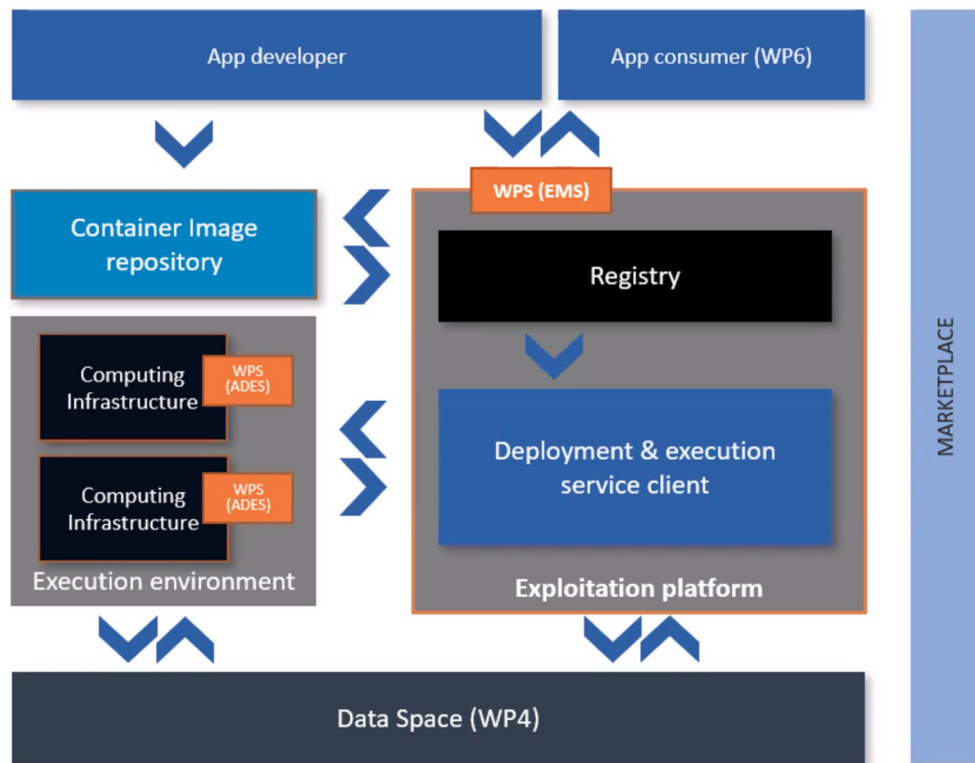 App developer
App consumer (WP6)
WPS (EMS)
Container Image
repository
Registry
Computing
Infrastructure
WPS
(ADES)
Computing
Infrastructure
WPS
(ADES)
Execution environment
Deployment & execution
service client
Exploitation platform
Data Space (WP4)
MARKETPLACE